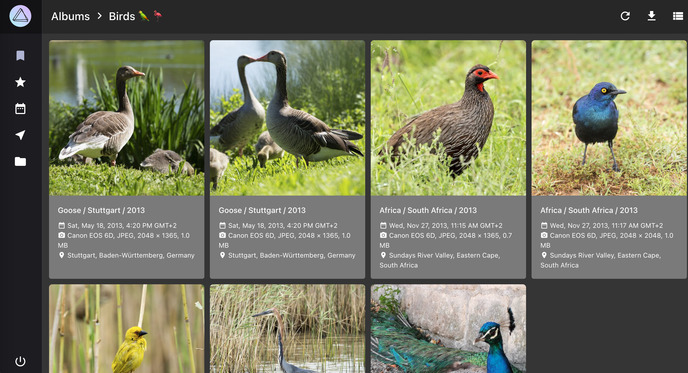 Albums > Birds 🦜 🦩
Goose / Stuttgart / 2013
Sat, May 18, 2013, 4:20 PM GMT+2
Canon EOS 6D, JPEG, 2048 × 1365, 1.0
MB
Stuttgart, Baden-Württemberg, Germany
Goose / Stuttgart / 2013
Sat, May 18, 2013, 4:20 PM GMT+2
Canon EOS 6D, JPEG, 2048 × 1365, 1.0
MB
Stuttgart, Baden-Württemberg, Germany
Africa / South Africa / 2013
Wed, Nov 27, 2013, 11:15 AM GMT+2
Canon EOS 6D, JPEG, 2048 × 1365, 0.7
MB
Sundays River Valley, Eastern Cape,
South Africa
Africa / South Africa / 2013
Wed, Nov 27, 2013, 11:17 AM GMT+2
Canon EOS 6D, JPEG, 2048 × 2048, 1.0
MB
Sundays River Valley, Eastern Cape,
South Africa